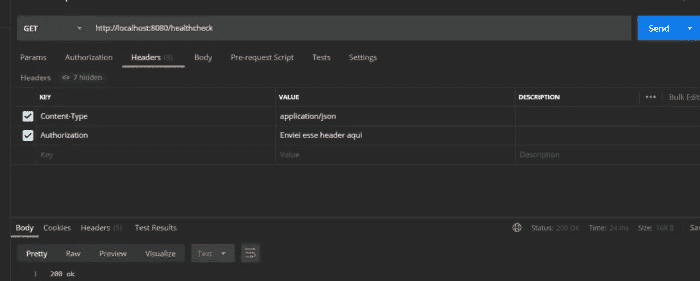 GET http://localhost:8080/healthcheck Send
Params Authorization Headers (8) Body Pre-request Script Tests Settings
Headers 7 hidden
KEY VALUE DESCRIPTION ••• Bulk Edit
Content-Type application/json
Authorization Enviei esse header aqui
Key Value Description
Body Cookies Headers (5) Test Results Status: 200 OK Time: 24 ms Size: 169 B
Pretty Raw Preview Visualize Text
1 200 ok